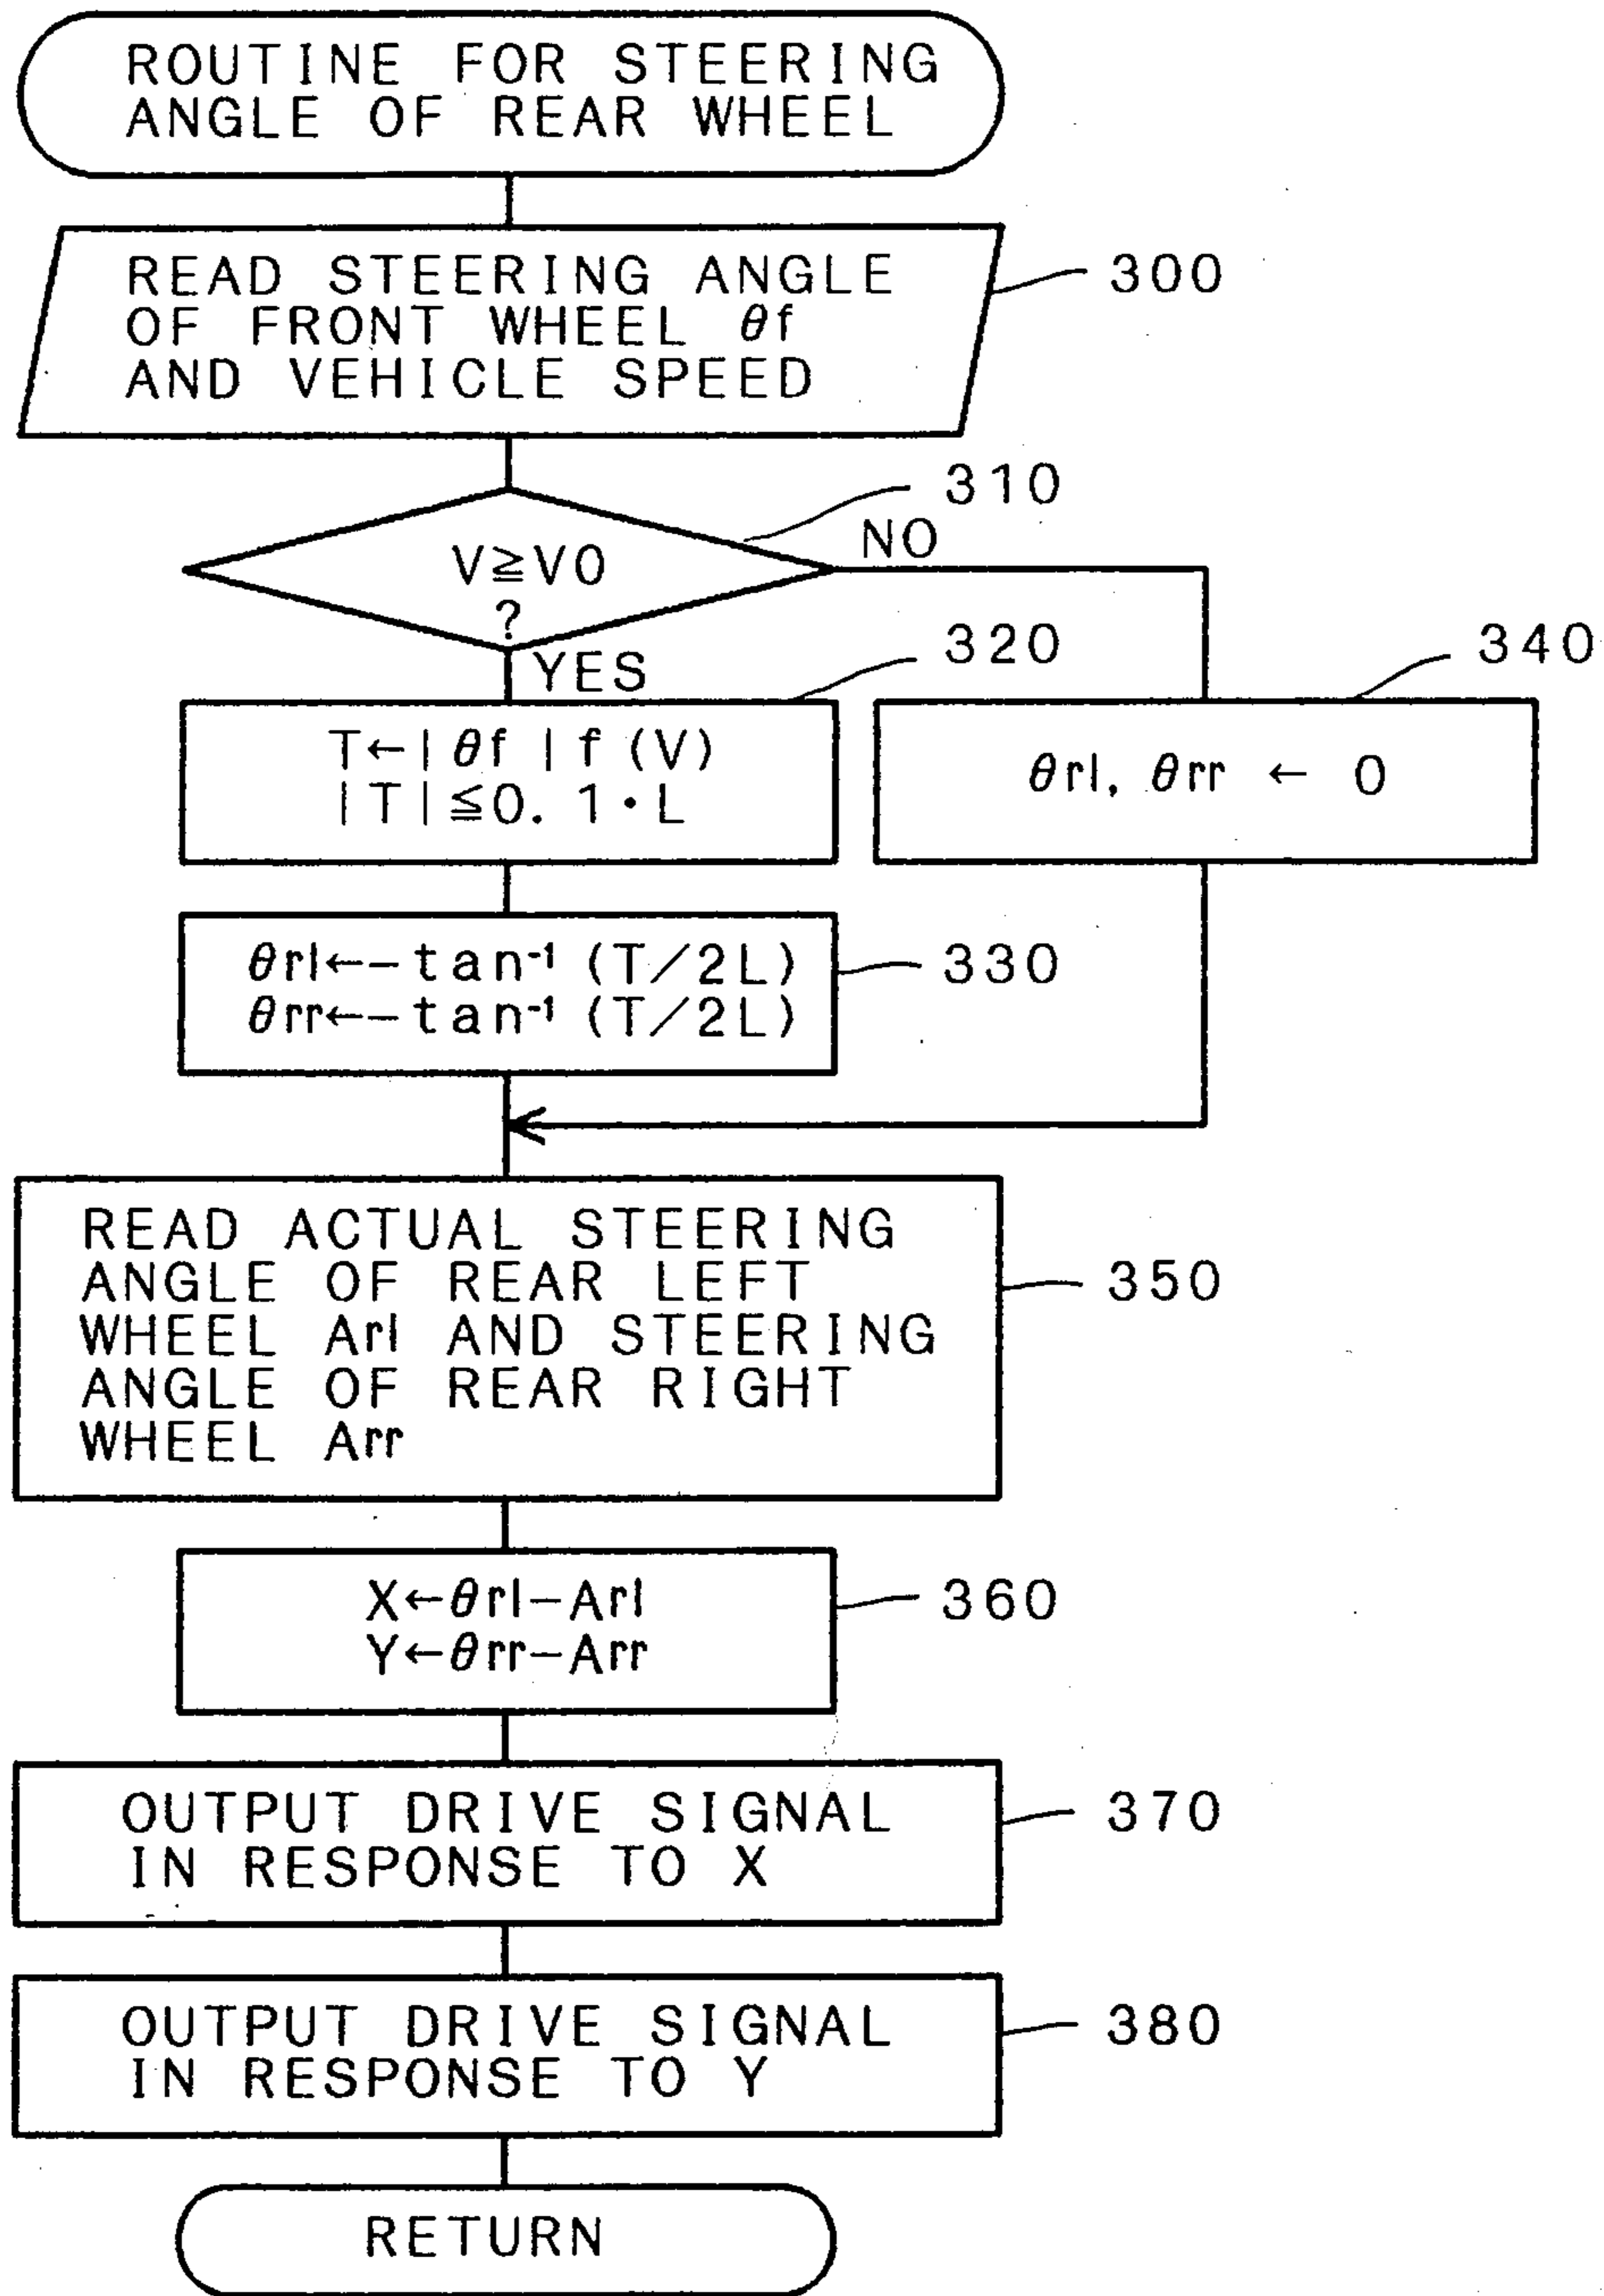 ROUTINE FOR STEERING
ANGLE OF REAR WHEEL
READ STEERING ANGLE
OF FRONT WHEEL θf
AND VEHICLE SPEED
300
310
V≧V0
?
NO
YES
320
T←|θf|f(V)
|T|≦0.1・L
340
θrl, θrr ← 0
θrl←−tan⁻¹(T/2L)
θrr←−tan⁻¹(T/2L)
330
READ ACTUAL STEERING
ANGLE OF REAR LEFT
WHEEL Arl AND STEERING
ANGLE OF REAR RIGHT
WHEEL Arr
350
X←θrl−Arl
Y←θrr−Arr
360
OUTPUT DRIVE SIGNAL
IN RESPONSE TO X
370
OUTPUT DRIVE SIGNAL
IN RESPONSE TO Y
380
RETURN